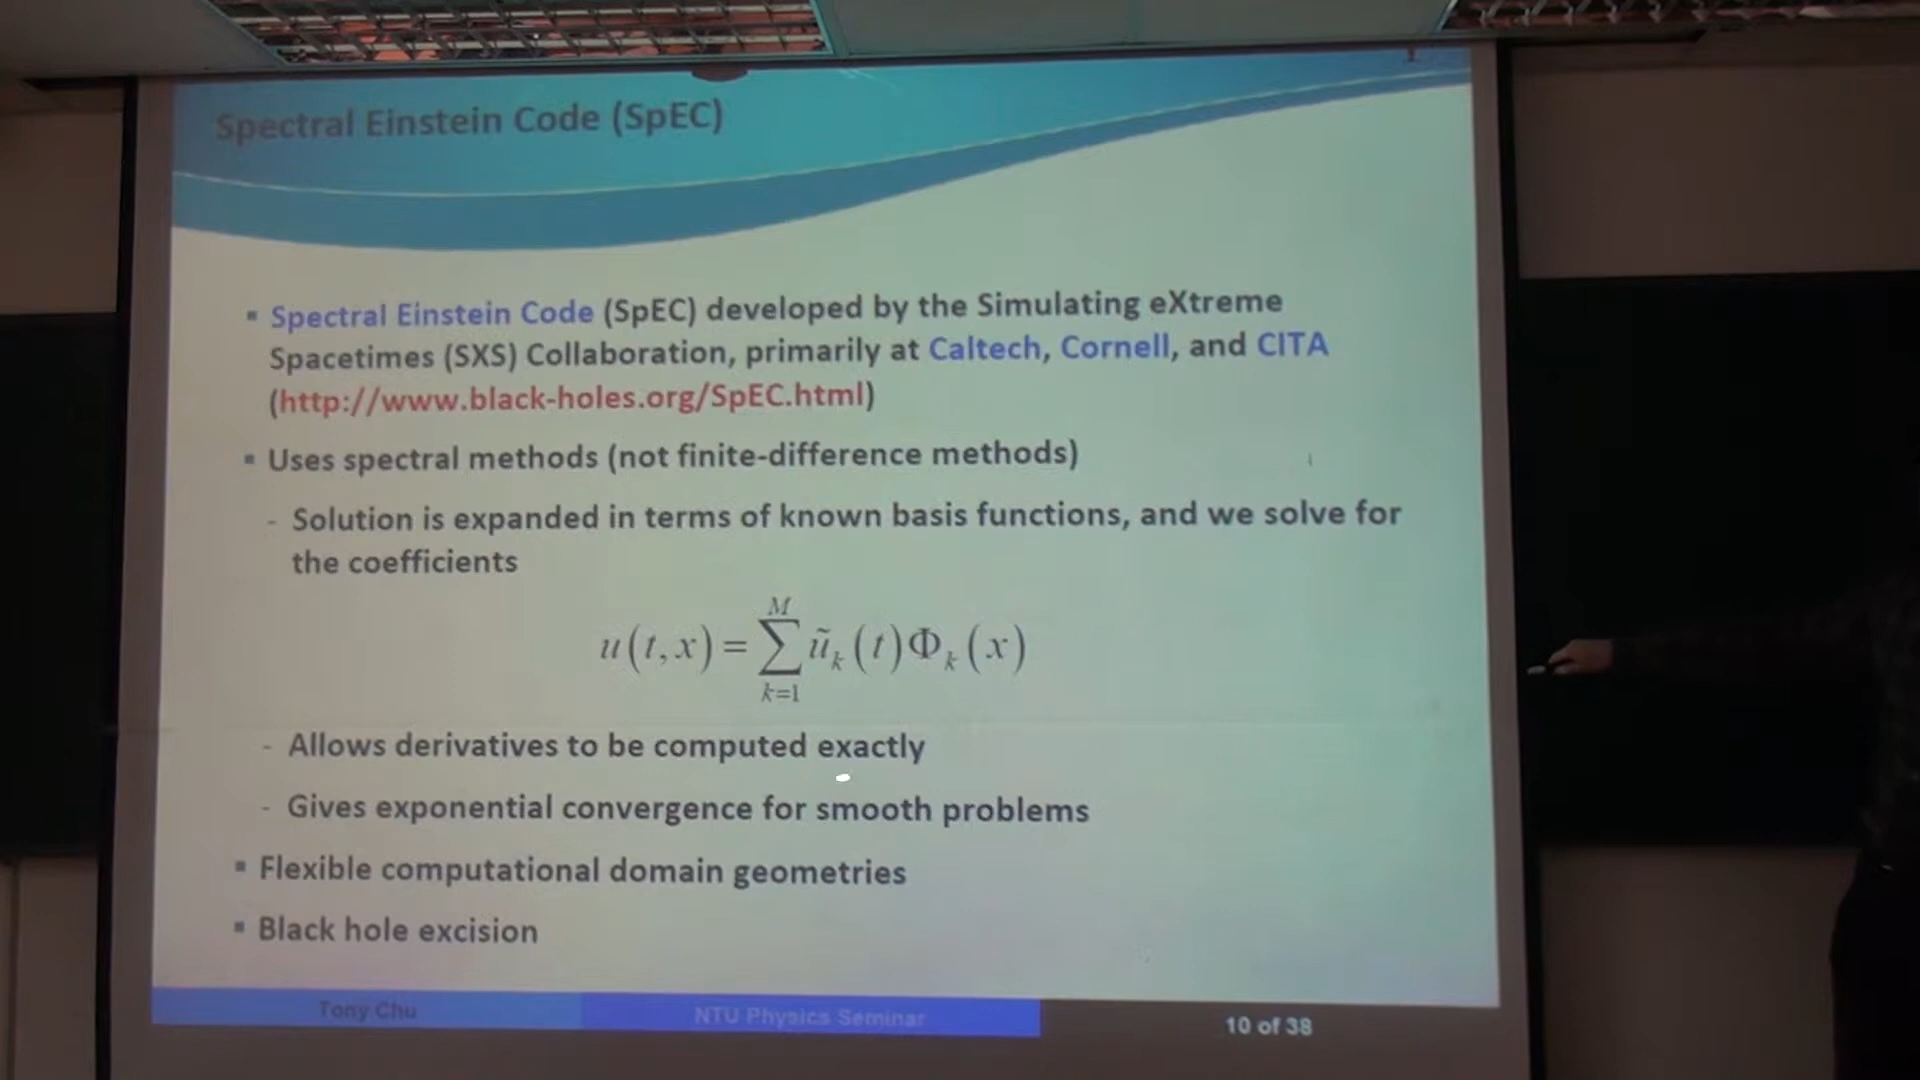 Spectral Einstein Code (SpEC)
▪ Spectral Einstein Code (SpEC) developed by the Simulating eXtreme
Spacetimes (SXS) Collaboration, primarily at Caltech, Cornell, and CITA
(http://www.black-holes.org/SpEC.html)
▪ Uses spectral methods (not finite-difference methods)
- Solution is expanded in terms of known basis functions, and we solve for
the coefficients
u(t,x) = ∑_{k=1}^{M} ũ_k(t)Φ_k(x)
- Allows derivatives to be computed exactly
- Gives exponential convergence for smooth problems
▪ Flexible computational domain geometries
▪ Black hole excision
Tony Chu NTU Physics Seminar 10 of 38